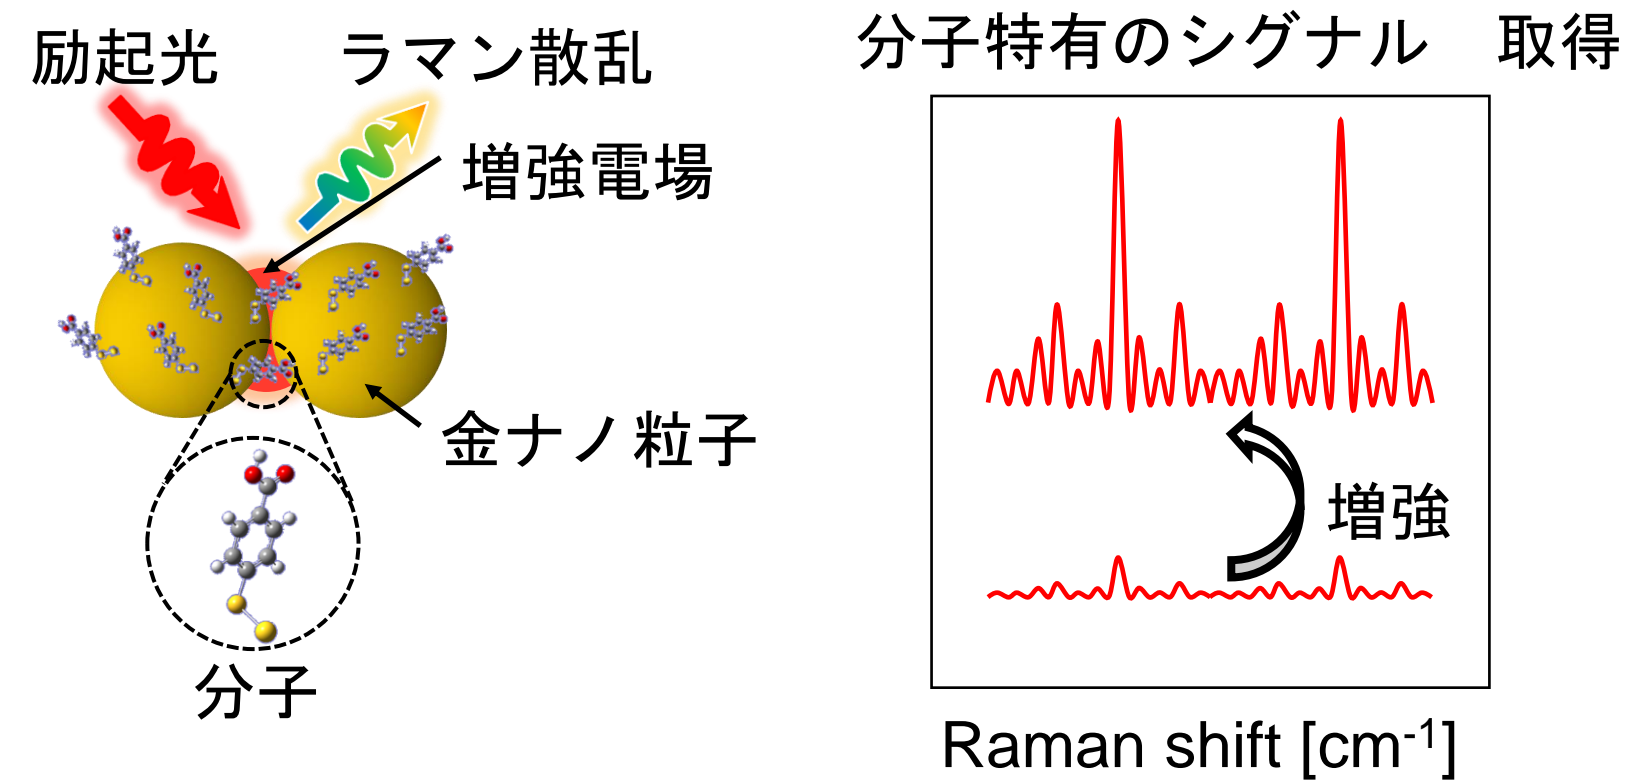 励起光
ラマン散乱
増強電場
金ナノ粒子
分子
分子特有のシグナル　取得
増強
Raman shift [cm⁻¹]